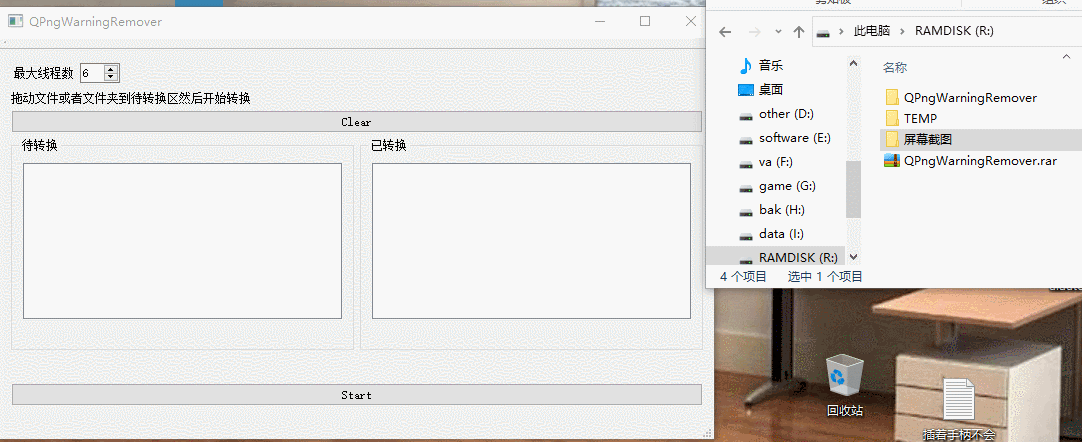 QPngWarningRemover
最大线程数 6
拖动文件或者文件夹到待转换区然后开始转换
Clear
待转换
已转换
Start
此电脑 › RAMDISK (R:)
音乐
桌面
other (D:)
software (E:)
va (F:)
game (G:)
bak (H:)
data (I:)
RAMDISK (R:)
名称
QPngWarningRemover
TEMP
屏幕截图
QPngWarningRemover.rar
4 个项目 选中 1 个项目
回收站
插着手柄不会